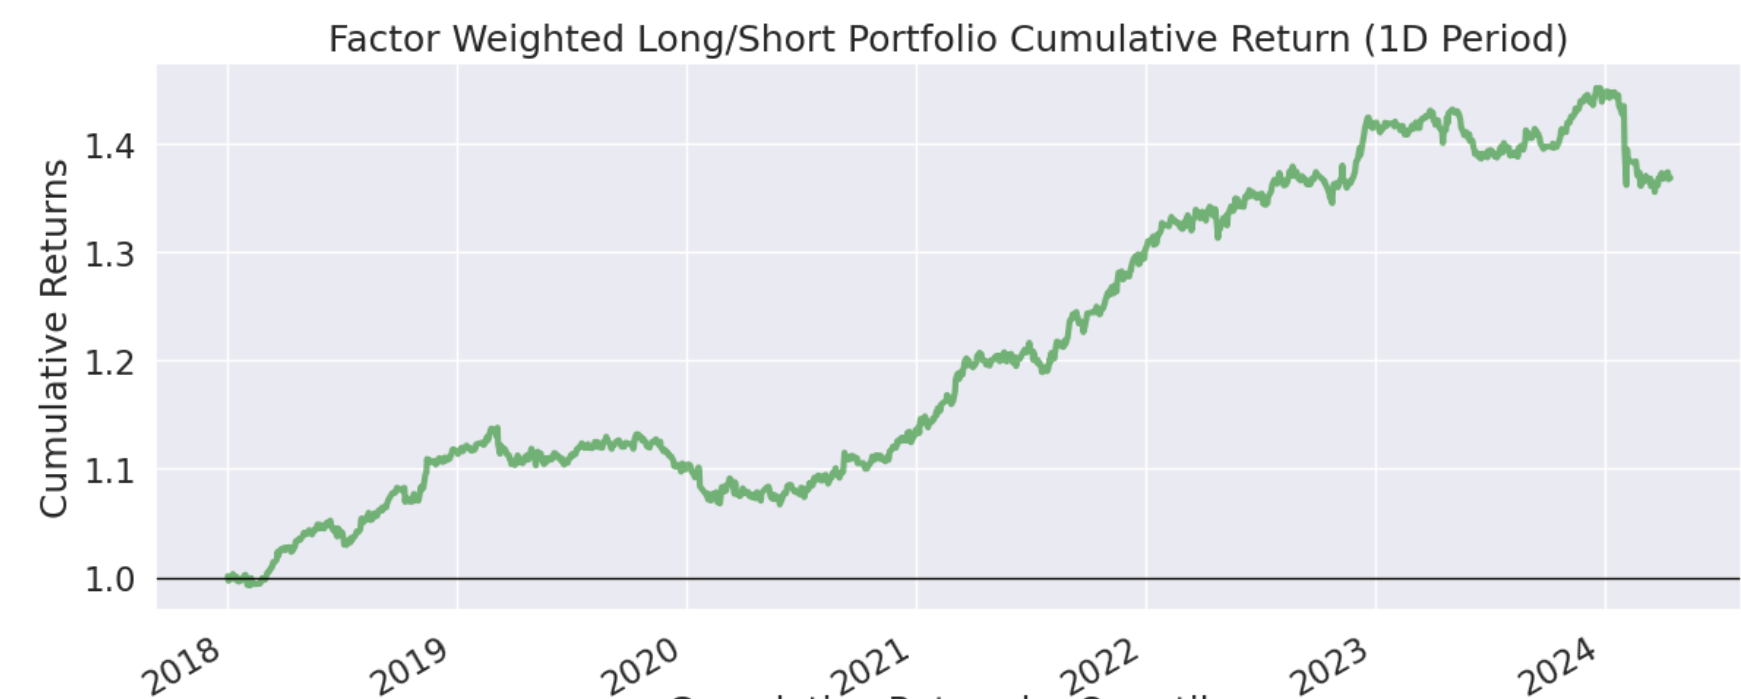 Factor Weighted Long/Short Portfolio Cumulative Return (1D Period)
Cumulative Returns
1.4
1.3
1.2
1.1
1.0
2018 2019 2020 2021 2022 2023 2024